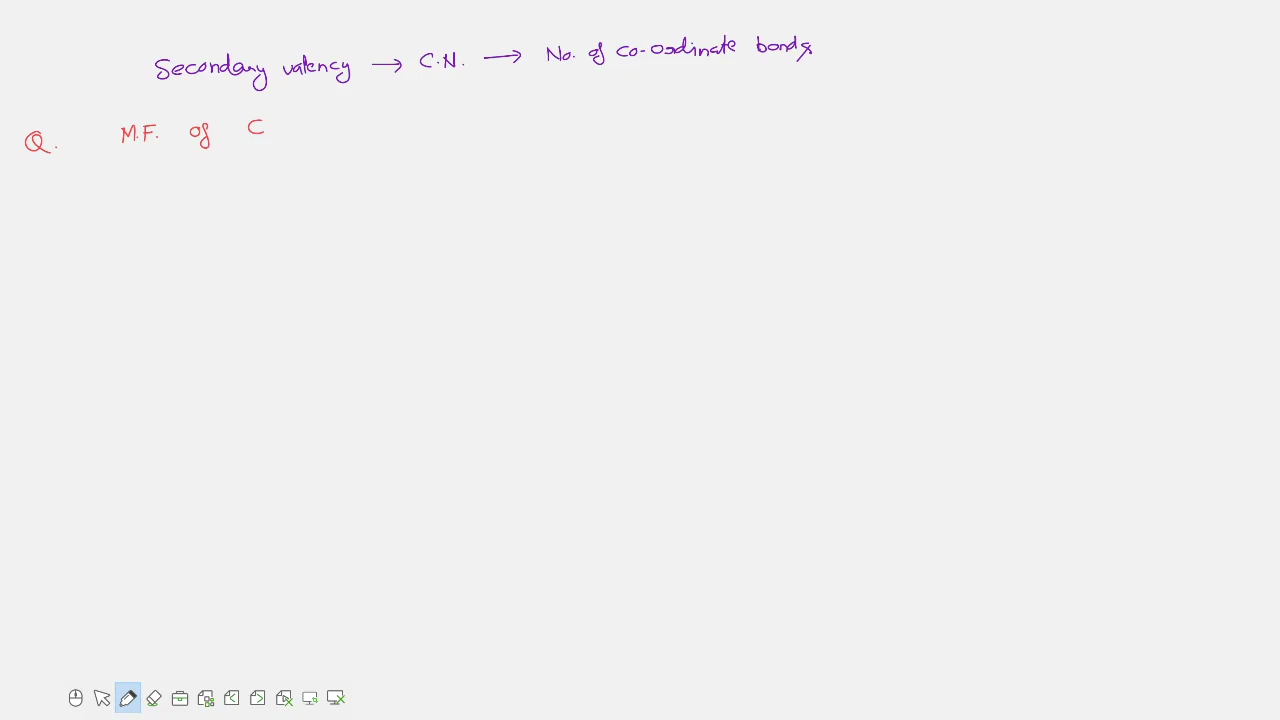 Secondary valency → C.N. → No. of co-ordinate bonds
Q. M.F. of C